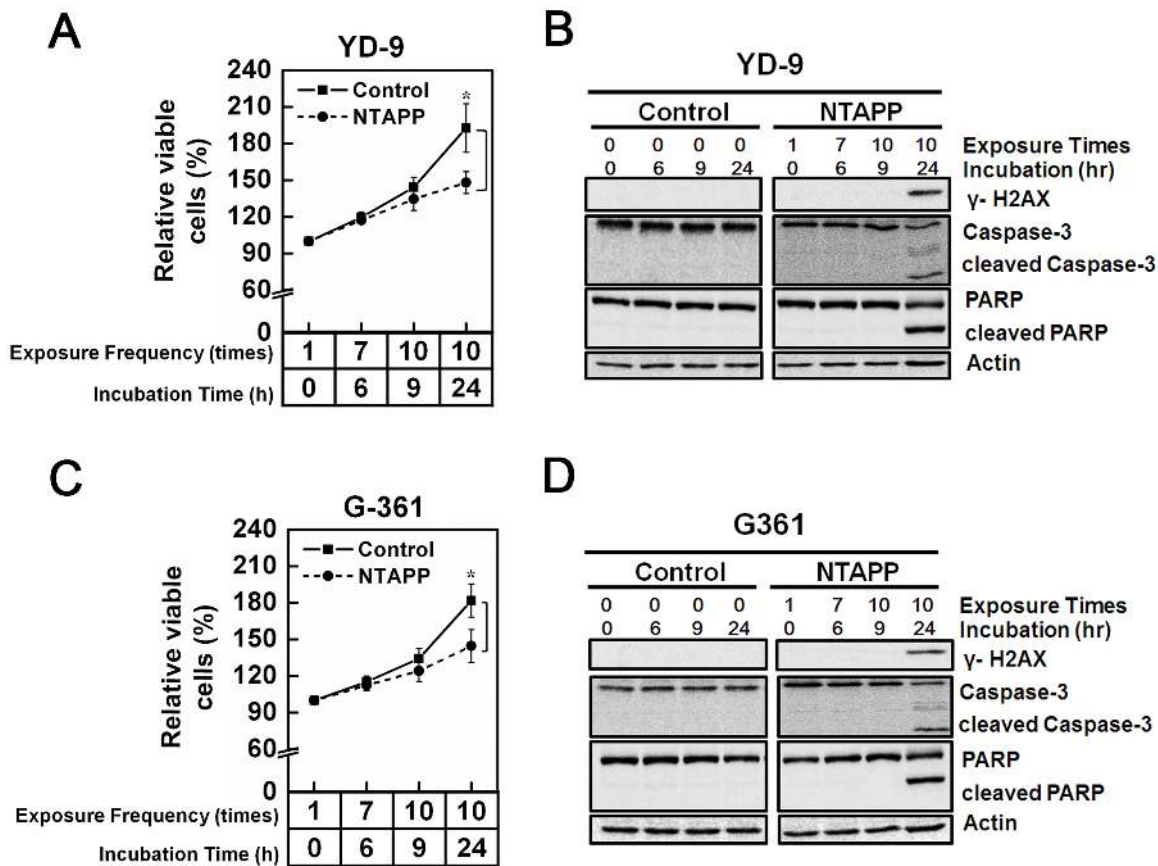 A
YD-9
240
210
180
150
120
90
60
0
Relative viable
cells (%)
Control
NTAPP
*
Exposure Frequency (times) 1 7 10 10
Incubation Time (h) 0 6 9 24
B
YD-9
Control NTAPP
0 0 0 0 1 7 10 10 Exposure Times
0 6 9 24 0 6 9 24 Incubation (hr)
γ- H2AX
Caspase-3
cleaved Caspase-3
PARP
cleaved PARP
Actin
C
G-361
240
210
180
150
120
90
60
0
Relative viable
cells (%)
Control
NTAPP
*
Exposure Frequency (times) 1 7 10 10
Incubation Time (h) 0 6 9 24
D
G361
Control NTAPP
0 0 0 0 1 7 10 10 Exposure Times
0 6 9 24 0 6 9 24 Incubation (hr)
γ- H2AX
Caspase-3
cleaved Caspase-3
PARP
cleaved PARP
Actin